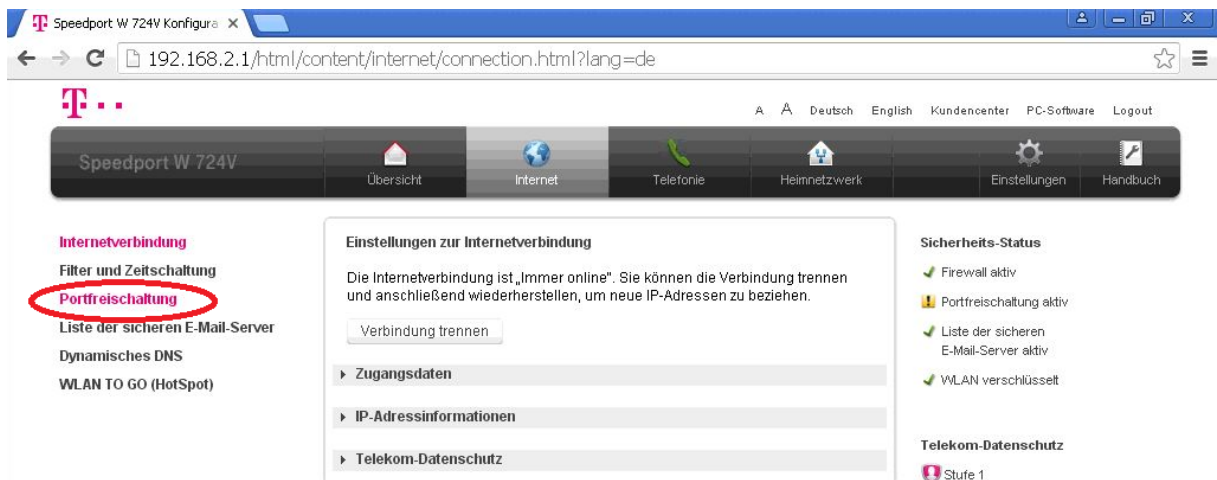 Speedport W 724V Konfigura
192.168.2.1/html/content/internet/connection.html?lang=de
T
A A Deutsch English Kundencenter PC-Software Logout
Speedport W 724V
Übersicht
Internet
Telefonie
Heimnetzwerk
Einstellungen
Handbuch
Internetverbindung
Filter und Zeitschaltung
Portfreischaltung
Liste der sicheren E-Mail-Server
Dynamisches DNS
WLAN TO GO (HotSpot)
Einstellungen zur Internetverbindung
Die Internetverbindung ist „Immer online". Sie können die Verbindung trennen
und anschließend wiederherstellen, um neue IP-Adressen zu beziehen.
Verbindung trennen
Zugangsdaten
IP-Adressinformationen
Telekom-Datenschutz
Sicherheits-Status
Firewall aktiv
Portfreischaltung aktiv
Liste der sicheren
E-Mail-Server aktiv
WLAN verschlüsselt
Telekom-Datenschutz
Stufe 1